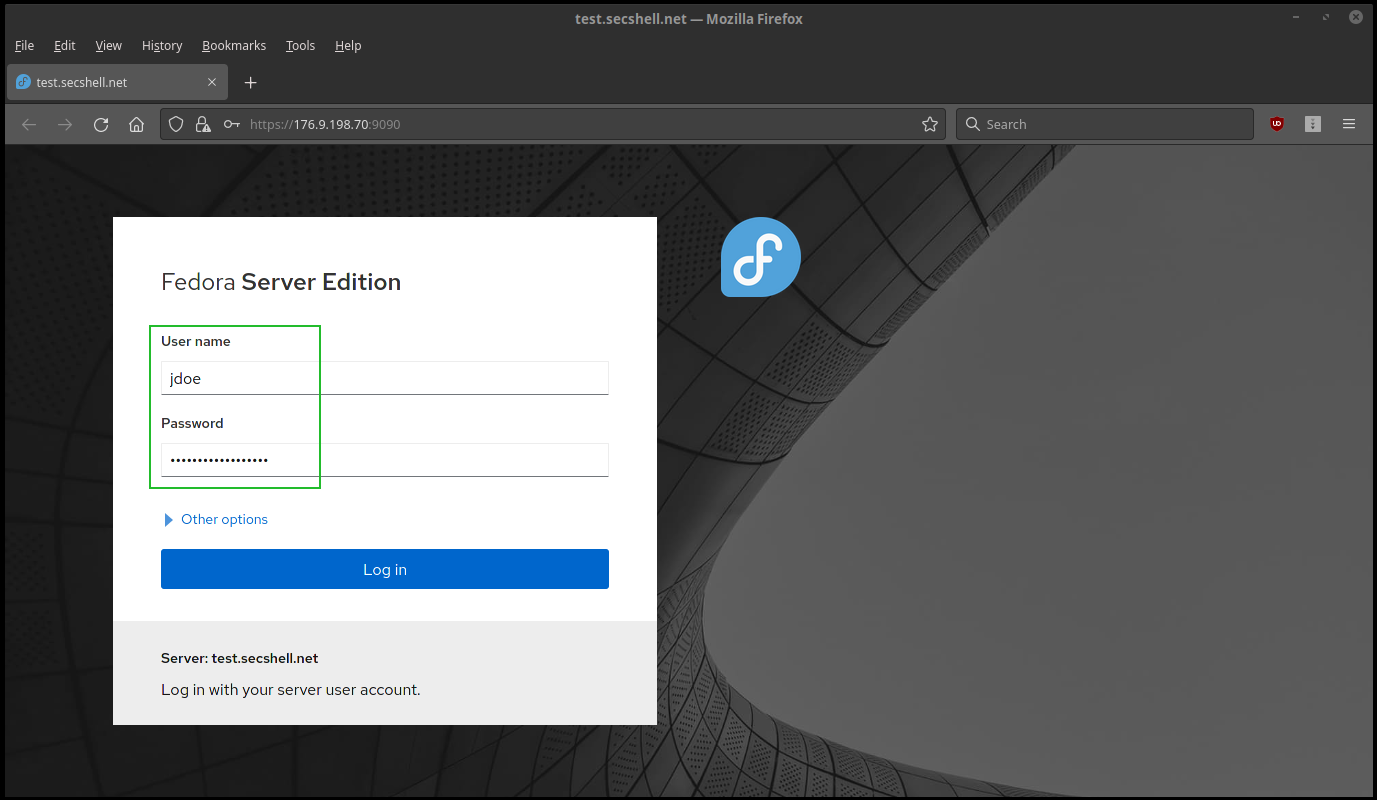 test.secshell.net — Mozilla Firefox
File Edit View History Bookmarks Tools Help
test.secshell.net
https://176.9.198.70:9090 Search
Fedora Server Edition
User name
jdoe
Password
••••••••••••••••••
Other options
Log in
Server: test.secshell.net
Log in with your server user account.